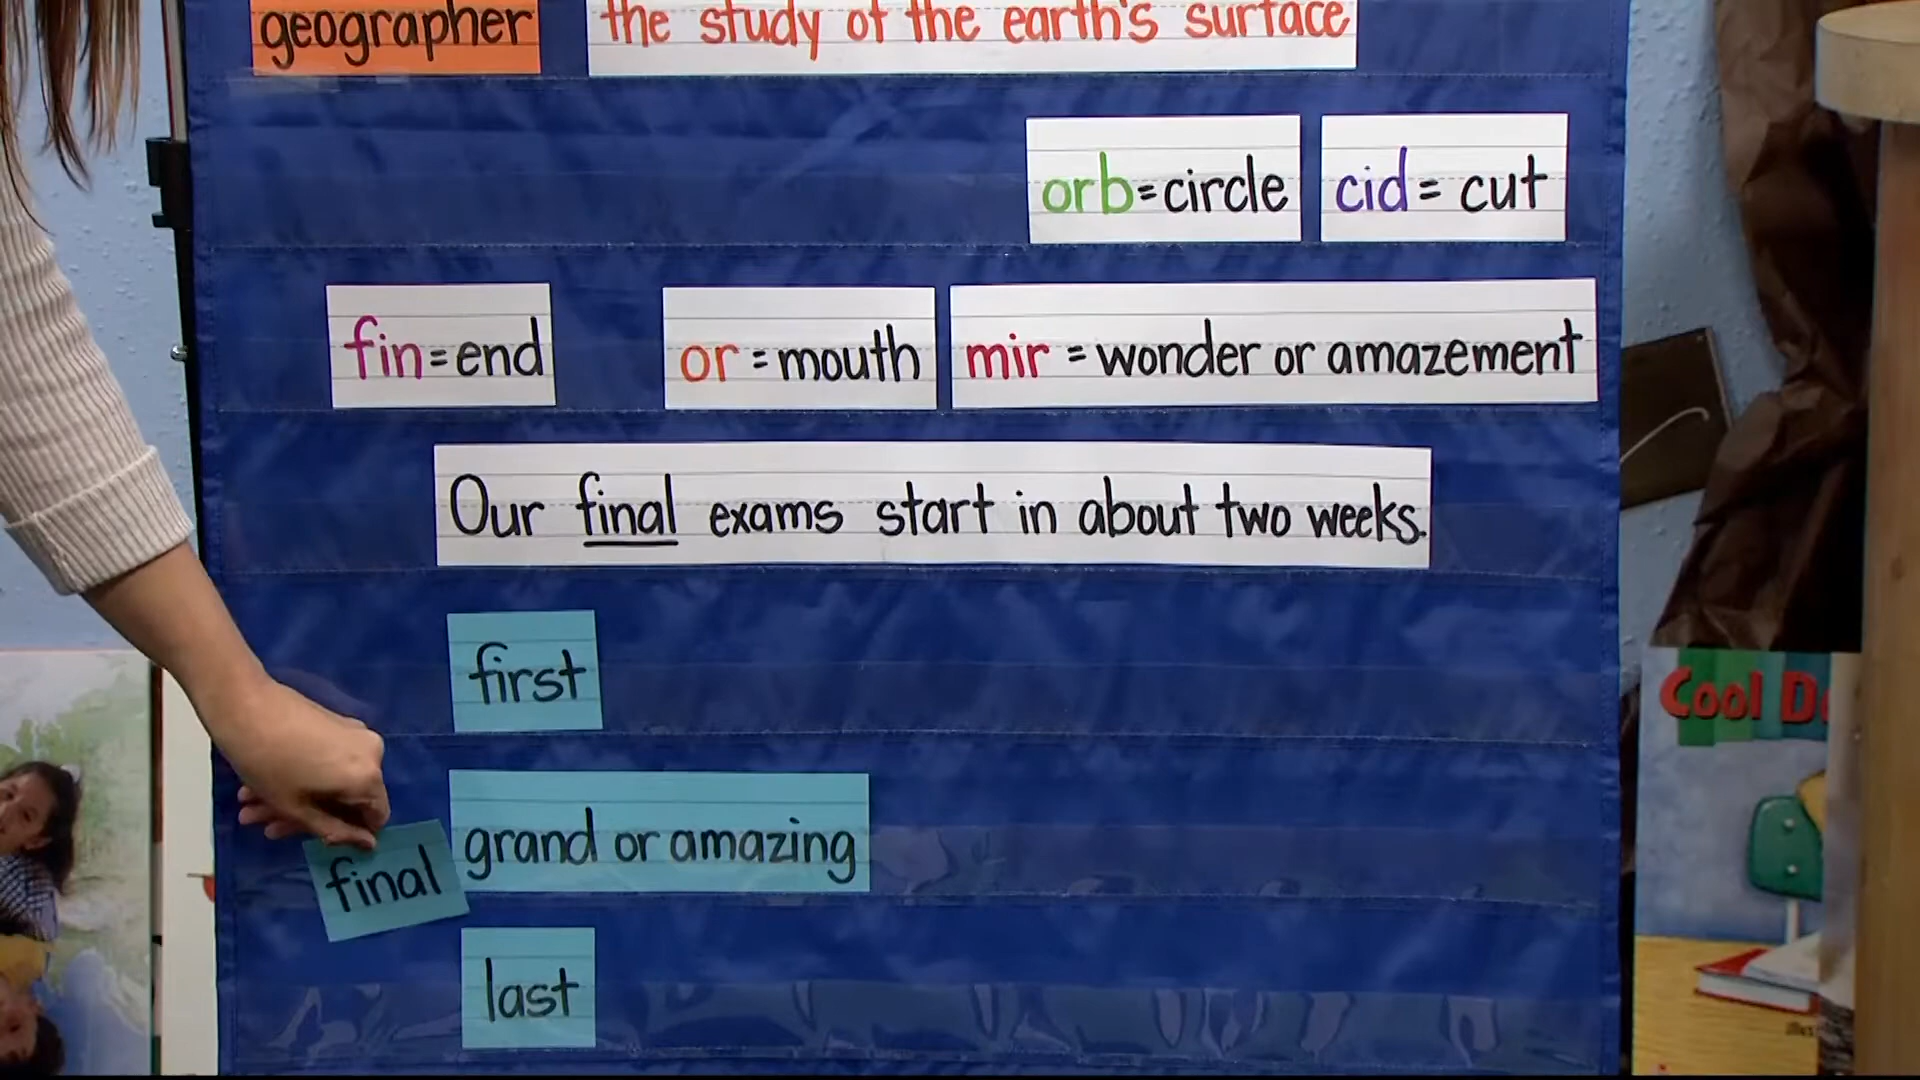 geographer the study of the earth's surface
orb=circle cid= cut
fin=end or=mouth mir=wonder or amazement
Our final exams start in about two weeks.
first
grand or amazing
final
last
Cool